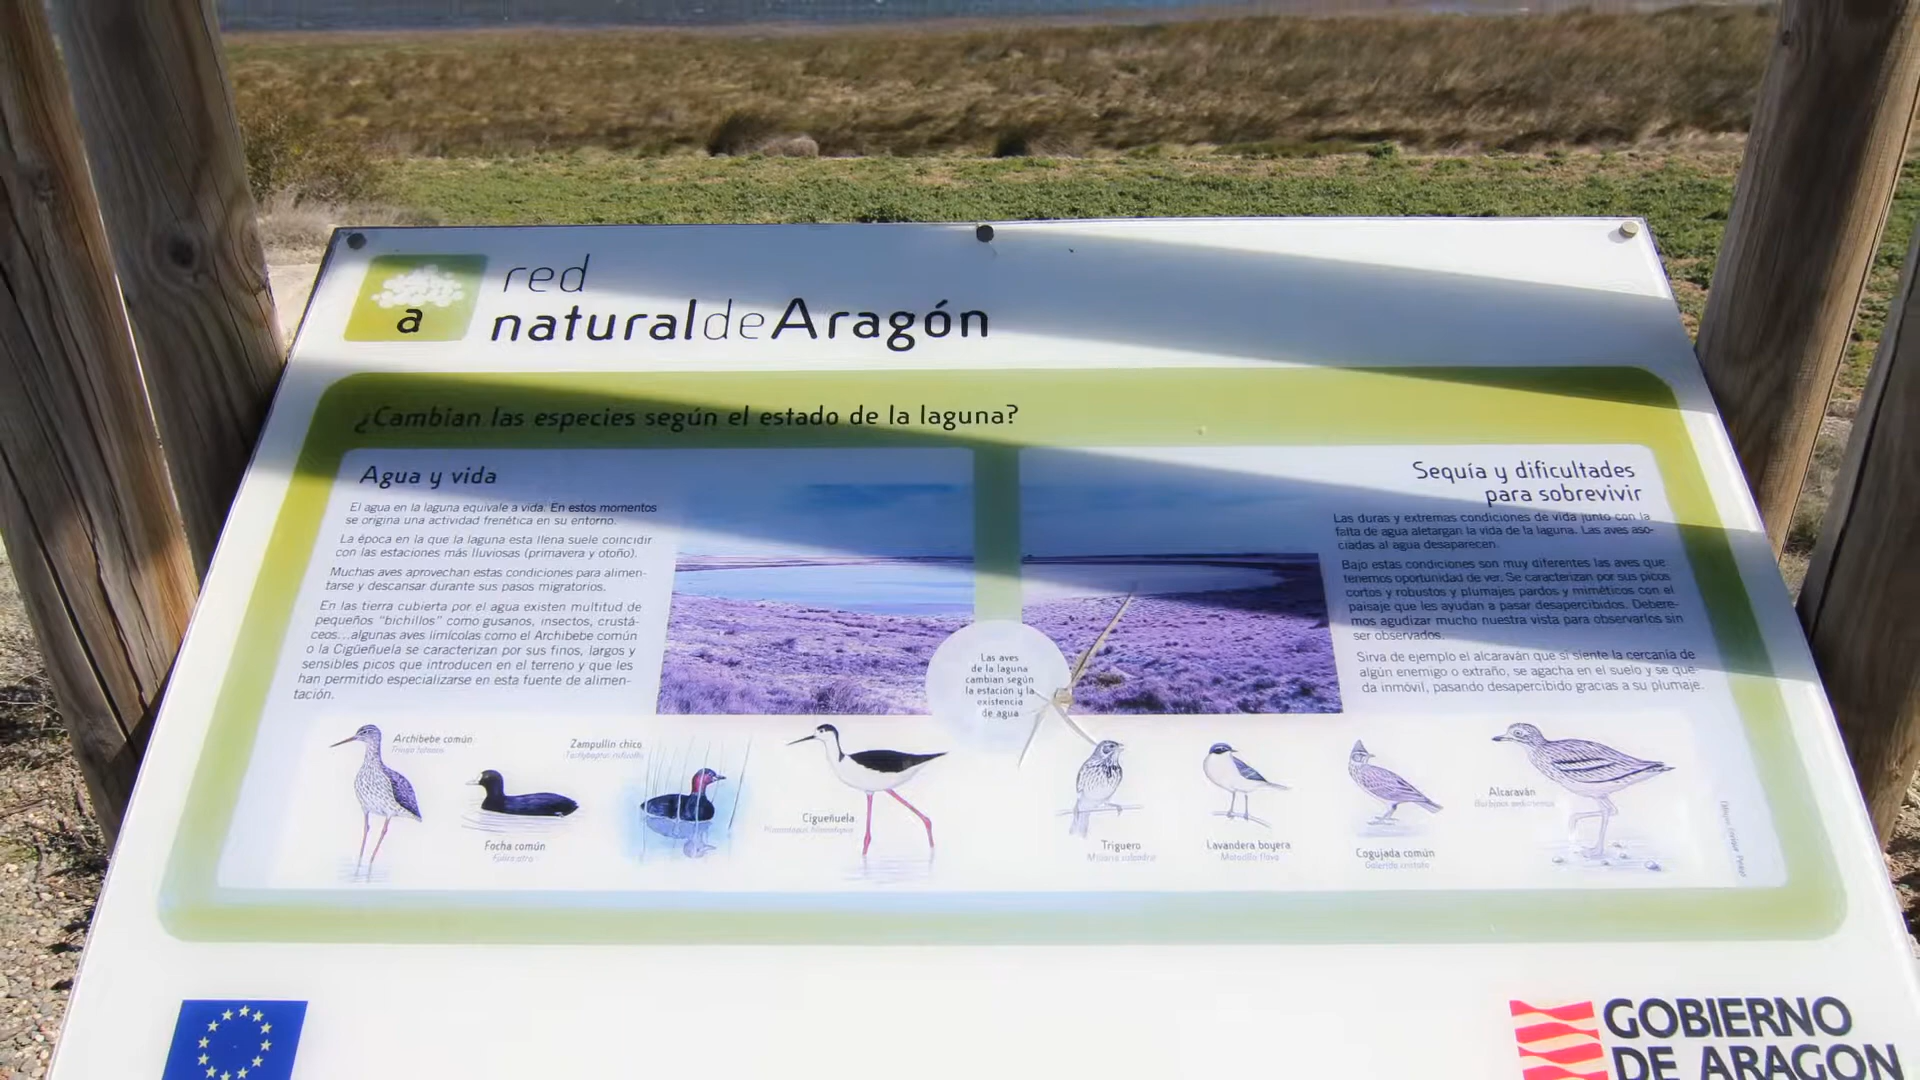 red
naturaldeAragón
a
¿Cambian las especies según el estado de la laguna?
Agua y vida
El agua en la laguna equivale a vida. En estos momentos
se origina una actividad frenética en su entorno.
La época en la que la laguna esta llena suele coincidir
con las estaciones más lluviosas (primavera y otoño).
Muchas aves aprovechan estas condiciones para alimen-
tarse y descansar durante sus pasos migratorios.
En las tierra cubierta por el agua existen multitud de
pequeños "bichillos" como gusanos, insectos, crustá-
ceos...algunas aves limícolas como el Archibebe común
o la Cigüeñuela se caracterizan por sus finos, largos y
sensibles picos que introducen en el terreno y que les
han permitido especializarse en esta fuente de alimen-
tación.
Sequía y dificultades
para sobrevivir
Las duras y extremas condiciones de vida junto con la
falta de agua aletargan la vida de la laguna. Las aves aso-
ciadas al agua desaparecen.
Bajo estas condiciones son muy diferentes las aves que
tenemos oportunidad de ver. Se caracterizan por sus picos
cortos y robustos y plumajes pardos y miméticos con el
paisaje que les ayudan a pasar desapercibidos. Debere-
mos agudizar mucho nuestra vista para observarlos sin
ser observados.
Sirva de ejemplo el alcaraván que si siente la cercanía de
algún enemigo o extraño, se agacha en el suelo y se que-
da inmóvil, pasando desapercibido gracias a su plumaje.
Las aves
de la laguna
cambian según
la estación y la
existencia
de agua
Archibebe común
Focha común
Fulica atra
Zampullín chico
Cigueñuela
Triguero
Lavandera boyera
Motacilla flava
Cogujada común
Alcaraván
GOBIERNO
DE ARAGON